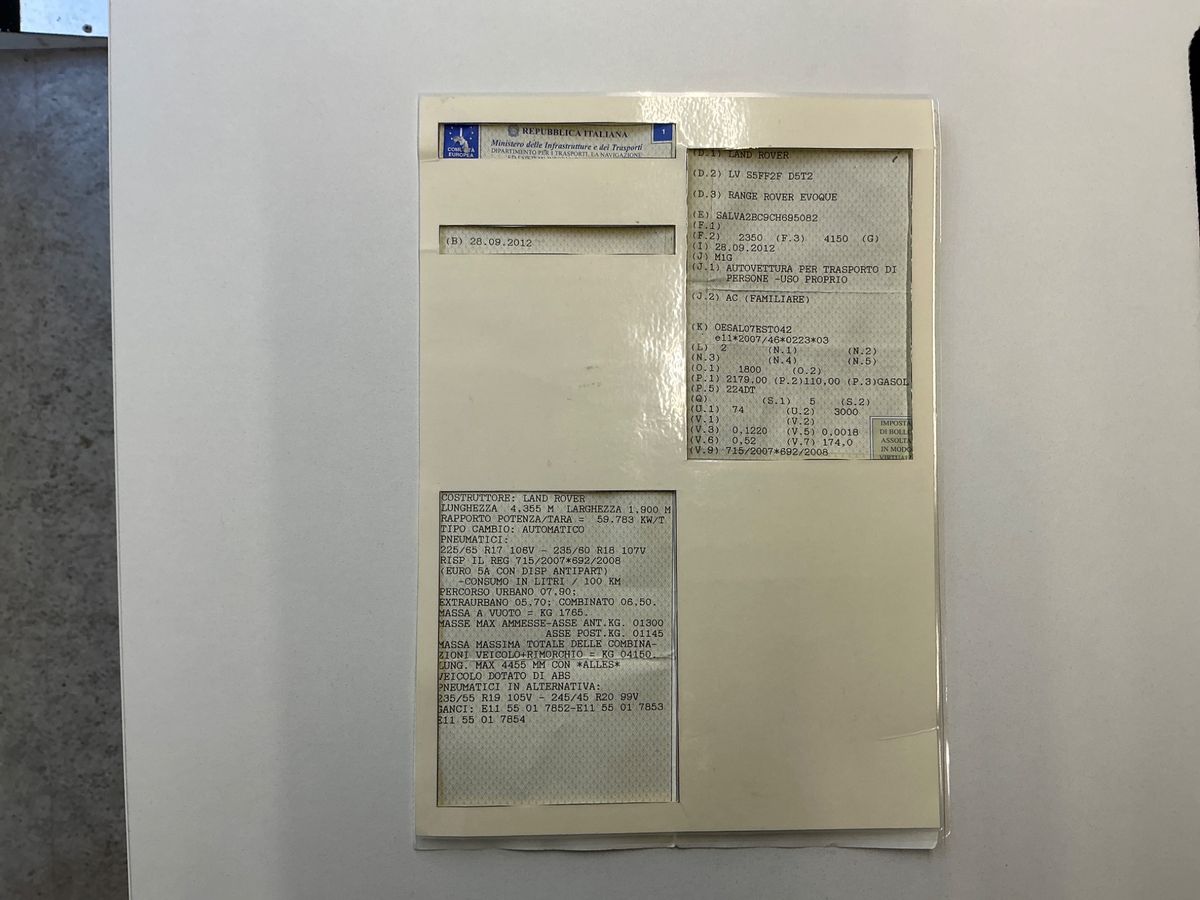 COMUNITÀ
EUROPEA
REPUBBLICA ITALIANA
1
Ministero delle Infrastrutture e dei Trasporti
DIPARTIMENTO PER I TRASPORTI, LA NAVIGAZIONE
(B) 28.09.2012
(D.1) LAND ROVER
(D.2) LV S5FF2F D5T2
(D.3) RANGE ROVER EVOQUE
(E) SALVA2BC9CH695082
(F.1)
(F.2) 2350 (F.3) 4150 (G)
(I) 28.09.2012
(J) M1G
(J.1) AUTOVETTURA PER TRASPORTO DI
PERSONE -USO PROPRIO
(J.2) AC (FAMILIARE)
(K) OESAL07EST042
e11*2007/46*0223*03
(L) 2 (N.1) (N.2)
(N.3) (N.4) (N.5)
(O.1) 1800 (O.2)
(P.1) 2179,00 (P.2)110,00 (P.3)GASOL
(P.5) 224DT
(Q) (S.1) 5 (S.2)
(U.1) 74 (U.2) 3000
(V.1) (V.2)
(V.3) 0,1220 (V.5) 0,0018
(V.6) 0,52 (V.7) 174,0
(V.9) 715/2007*692/2008
IMPOSTA
DI BOLLO
ASSOLTA
IN MODO
VIRTUALE
COSTRUTTORE: LAND ROVER
LUNGHEZZA 4,355 M LARGHEZZA 1,900 M
RAPPORTO POTENZA/TARA = 59.783 KW/T
TIPO CAMBIO: AUTOMATICO
PNEUMATICI:
225/65 R17 106V - 235/60 R18 107V
RISP IL REG 715/2007*692/2008
(EURO 5A CON DISP ANTIPART)
-CONSUMO IN LITRI / 100 KM
PERCORSO URBANO 07.90;
EXTRAURBANO 05.70; COMBINATO 06.50.
MASSA A VUOTO = KG 1765.
MASSE MAX AMMESSE-ASSE ANT.KG. 01300
ASSE POST.KG. 01145
MASSA MASSIMA TOTALE DELLE COMBINA-
ZIONI VEICOLO+RIMORCHIO = KG 04150.
LUNG. MAX 4455 MM CON *ALLES*
VEICOLO DOTATO DI ABS
PNEUMATICI IN ALTERNATIVA:
235/55 R19 105V - 245/45 R20 99V
GANCI: E11 55 01 7852-E11 55 01 7853
E11 55 01 7854